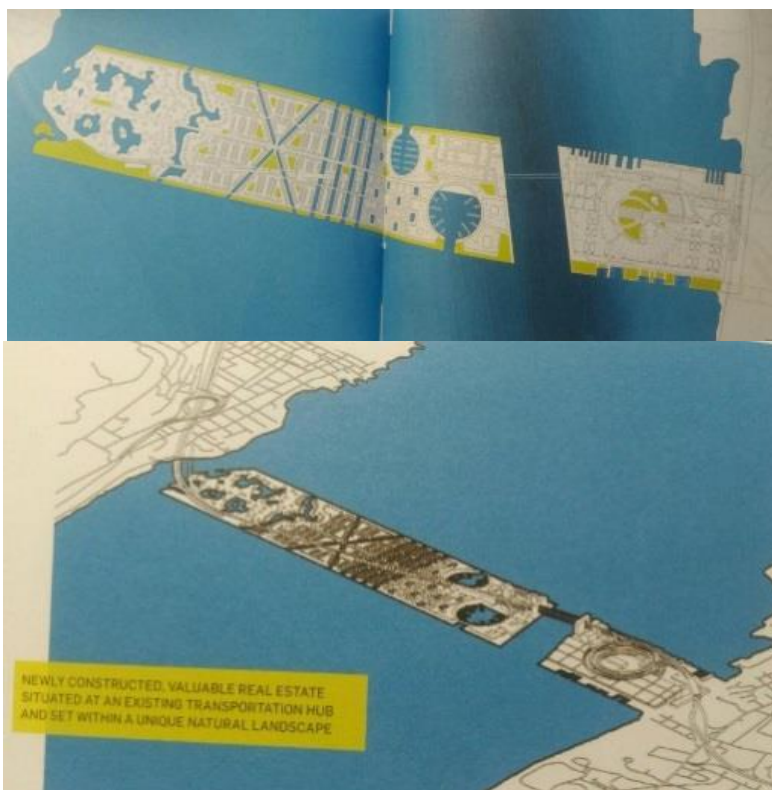 NEWLY CONSTRUCTED, VALUABLE REAL ESTATE
SITUATED AT AN EXISTING TRANSPORTATION HUB
AND SET WITHIN A UNIQUE NATURAL LANDSCAPE